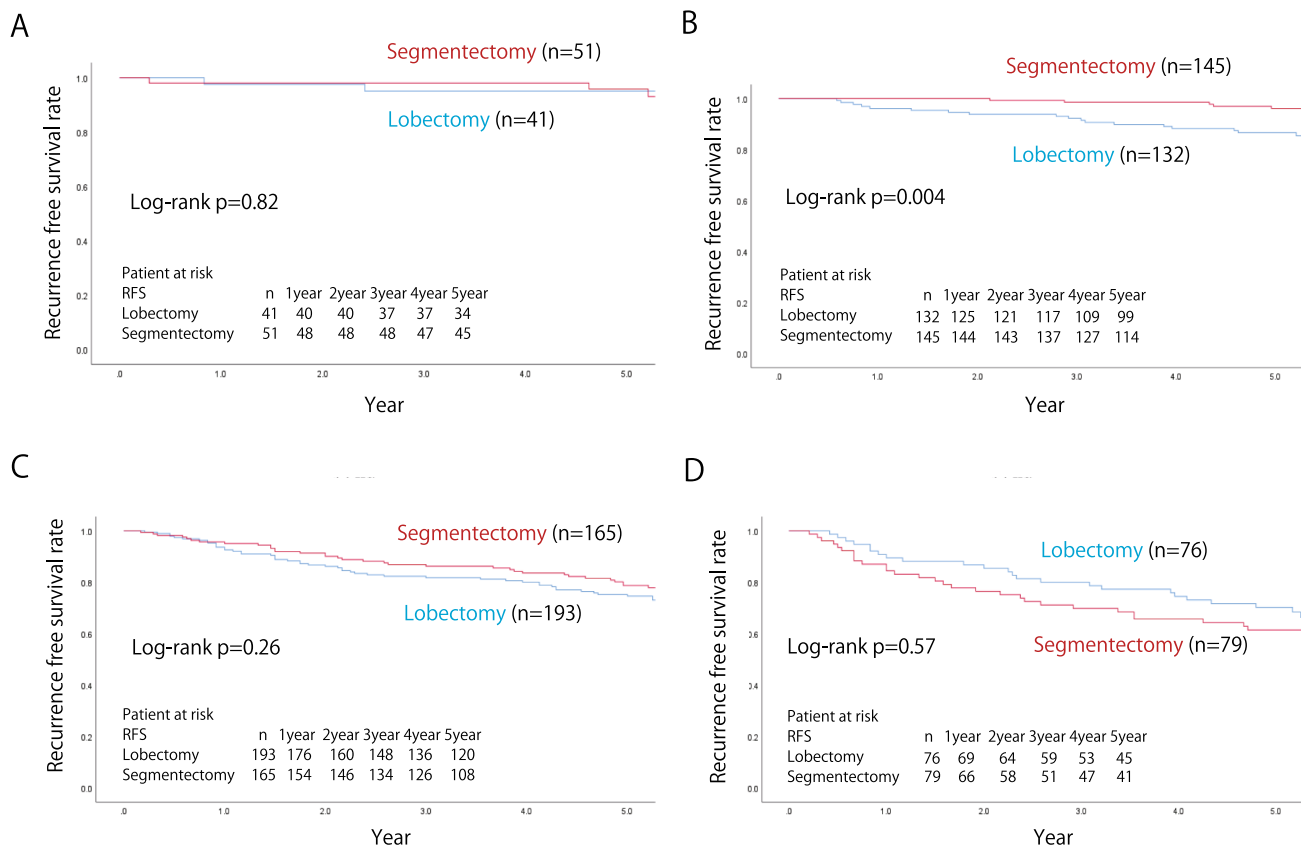 A
Segmentectomy (n=51)
Lobectomy (n=41)
Recurrence free survival rate
1.0
0.8
0.6
0.4
0.2
0.0
Log-rank p=0.82
Patient at risk
RFS n 1year 2year 3year 4year 5year
Lobectomy 41 40 40 37 37 34
Segmentectomy 51 48 48 48 47 45
.0 1.0 2.0 3.0 4.0 5.0
Year
B
Segmentectomy (n=145)
Lobectomy (n=132)
Recurrence free survival rate
1.0
0.8
0.6
0.4
0.2
0.0
Log-rank p=0.004
Patient at risk
RFS n 1year 2year 3year 4year 5year
Lobectomy 132 125 121 117 109 99
Segmentectomy 145 144 143 137 127 114
.0 1.0 2.0 3.0 4.0 5.0
Year
C
Segmentectomy (n=165)
Lobectomy (n=193)
Recurrence free survival rate
1.0
0.8
0.6
0.4
0.2
0.0
Log-rank p=0.26
Patient at risk
RFS n 1year 2year 3year 4year 5year
Lobectomy 193 176 160 148 136 120
Segmentectomy 165 154 146 134 126 108
.0 1.0 2.0 3.0 4.0 5.0
Year
D
Lobectomy (n=76)
Segmentectomy (n=79)
Recurrence free survival rate
1.0
0.8
0.6
0.4
0.2
0.0
Log-rank p=0.57
Patient at risk
RFS n 1year 2year 3year 4year 5year
Lobectomy 76 69 64 59 53 45
Segmentectomy 79 66 58 51 47 41
.0 1.0 2.0 3.0 4.0 5.0
Year